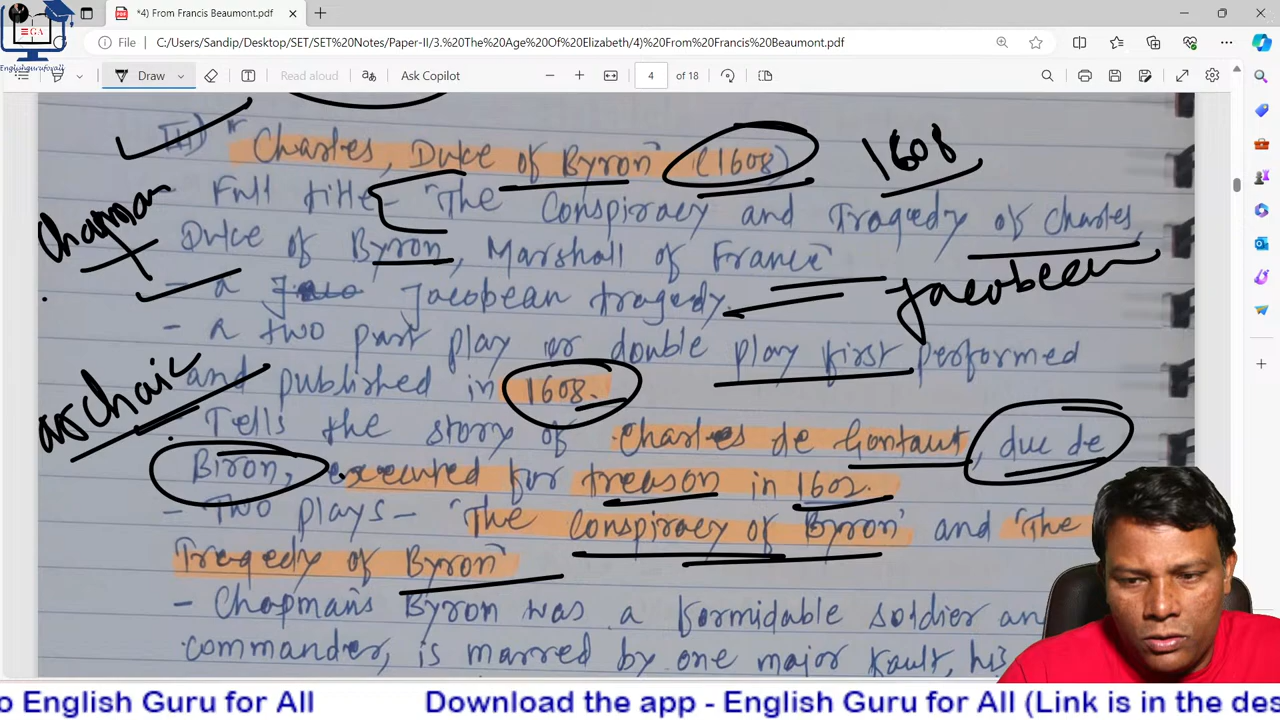 *4) From Francis Beaumont.pdf
File C:/Users/Sandip/Desktop/SET/SET%20Notes/Paper-II/3.%20The%20Age%20Of%20Elizabeth/4)%20From%20Francis%20Beaumont.pdf
Draw Read aloud Ask Copilot 4 of 18
EGA
Englishguruforall
III) "Charles, Duke of Byron" (1608) 1608
Full title- "The Conspiracy and Tragedy of Charles,
Chapman
Duke of Byron, Marshall of France"
- a Jacobean tragedy. Jacobean
- a two part play or double play first performed
and published in 1608.
archaic
- Tells the story of Charles de Gontaut, duc de
Biron, executed for treason in 1602.
- Two plays- "The Conspiracy of Byron" and "The
Tragedy of Byron"
- Chapman's Byron was a formidable soldier an
commander, is marred by one major fault, his
o English Guru for All Download the app - English Guru for All (Link is in the des